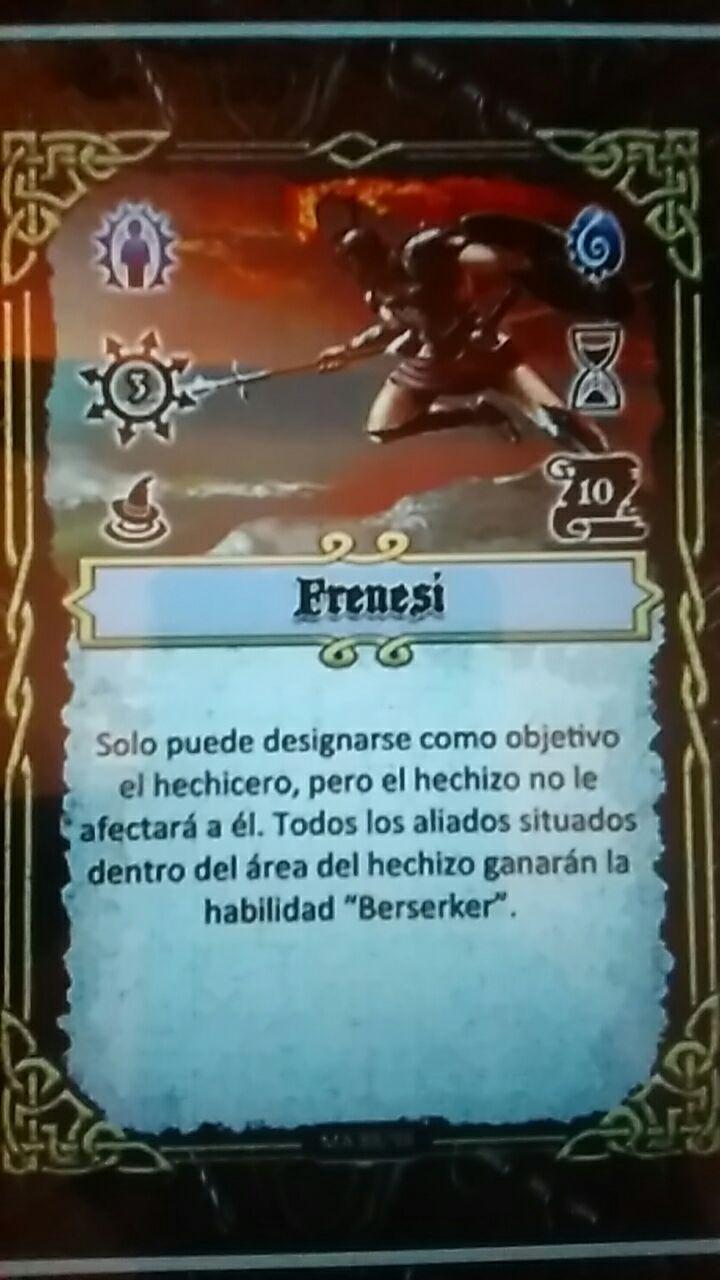 10
Frenesi
Solo puede designarse como objetivo
el hechicero, pero el hechizo no le
afectará a él. Todos los aliados situados
dentro del área del hechizo ganarán la
habilidad "Berserker".